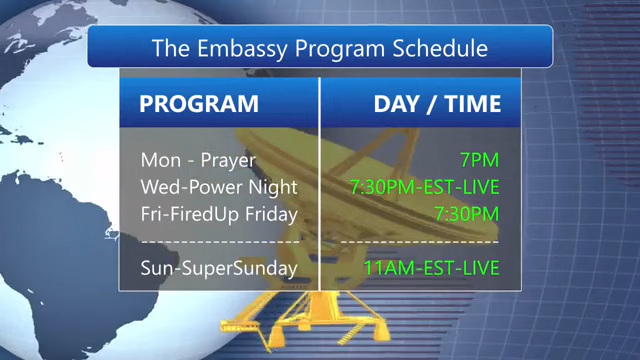 The Embassy Program Schedule
PROGRAM DAY / TIME
Mon - Prayer 7PM
Wed-Power Night 7:30PM-EST-LIVE
Fri-FiredUp Friday 7:30PM
-------------------- --------------------
Sun-SuperSunday 11AM-EST-LIVE